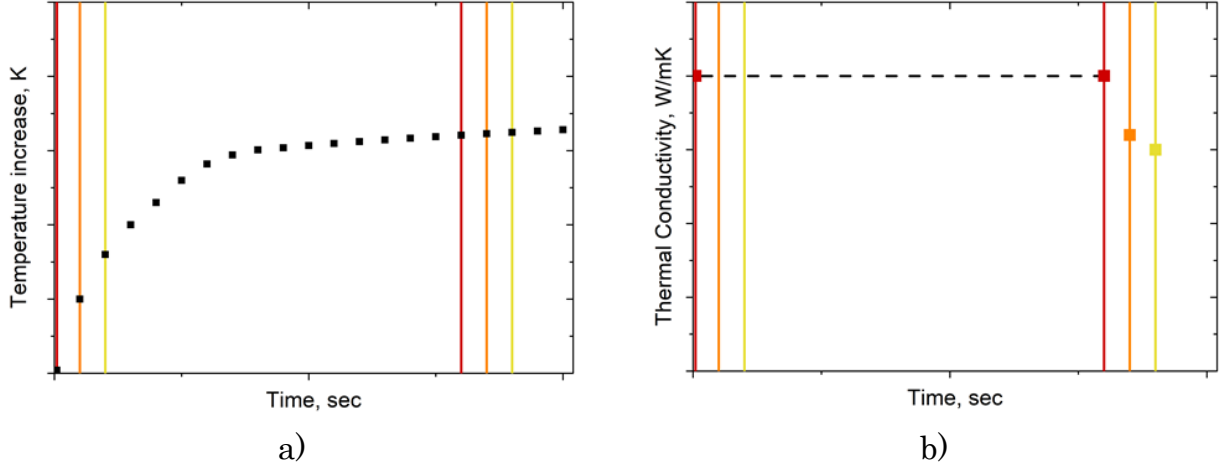 Temperature increase, K
Time, sec
a)
Thermal Conductivity, W/mK
Time, sec
b)